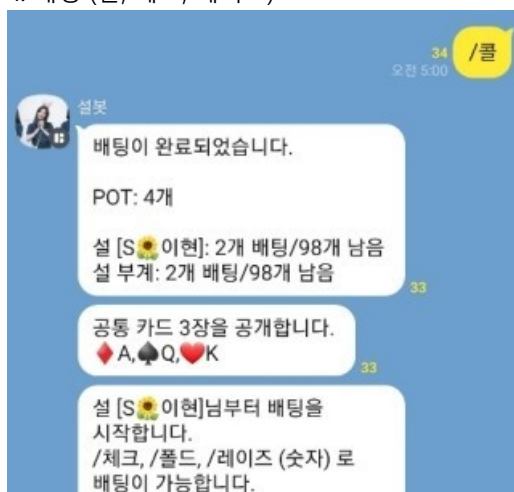 /콜
34
오전 5:00
설봇
배팅이 완료되었습니다.
POT: 4개
설 [S🌻이현]: 2개 배팅/98개 남음
설 부계: 2개 배팅/98개 남음
33
공통 카드 3장을 공개합니다.
♦A,♠Q,♥K
33
설 [S🌻이현]님부터 배팅을
시작합니다.
/체크, /폴드, /레이즈 (숫자) 로
배팅이 가능합니다.